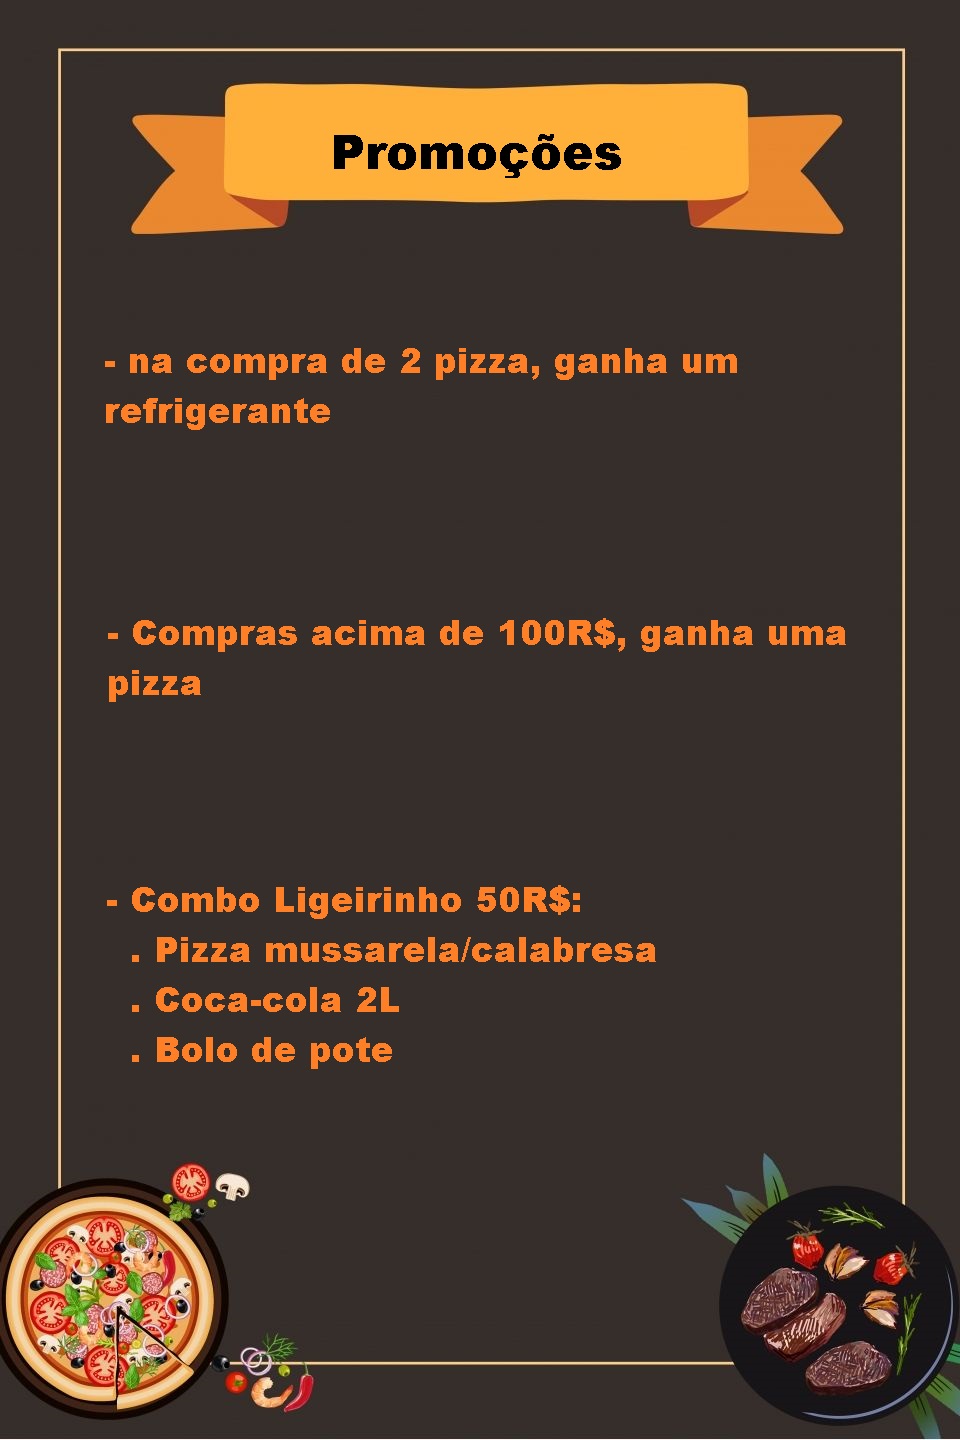 Promoções
- na compra de 2 pizza, ganha um
refrigerante
- Compras acima de 100R$, ganha uma
pizza
- Combo Ligeirinho 50R$:
. Pizza mussarela/calabresa
. Coca-cola 2L
. Bolo de pote